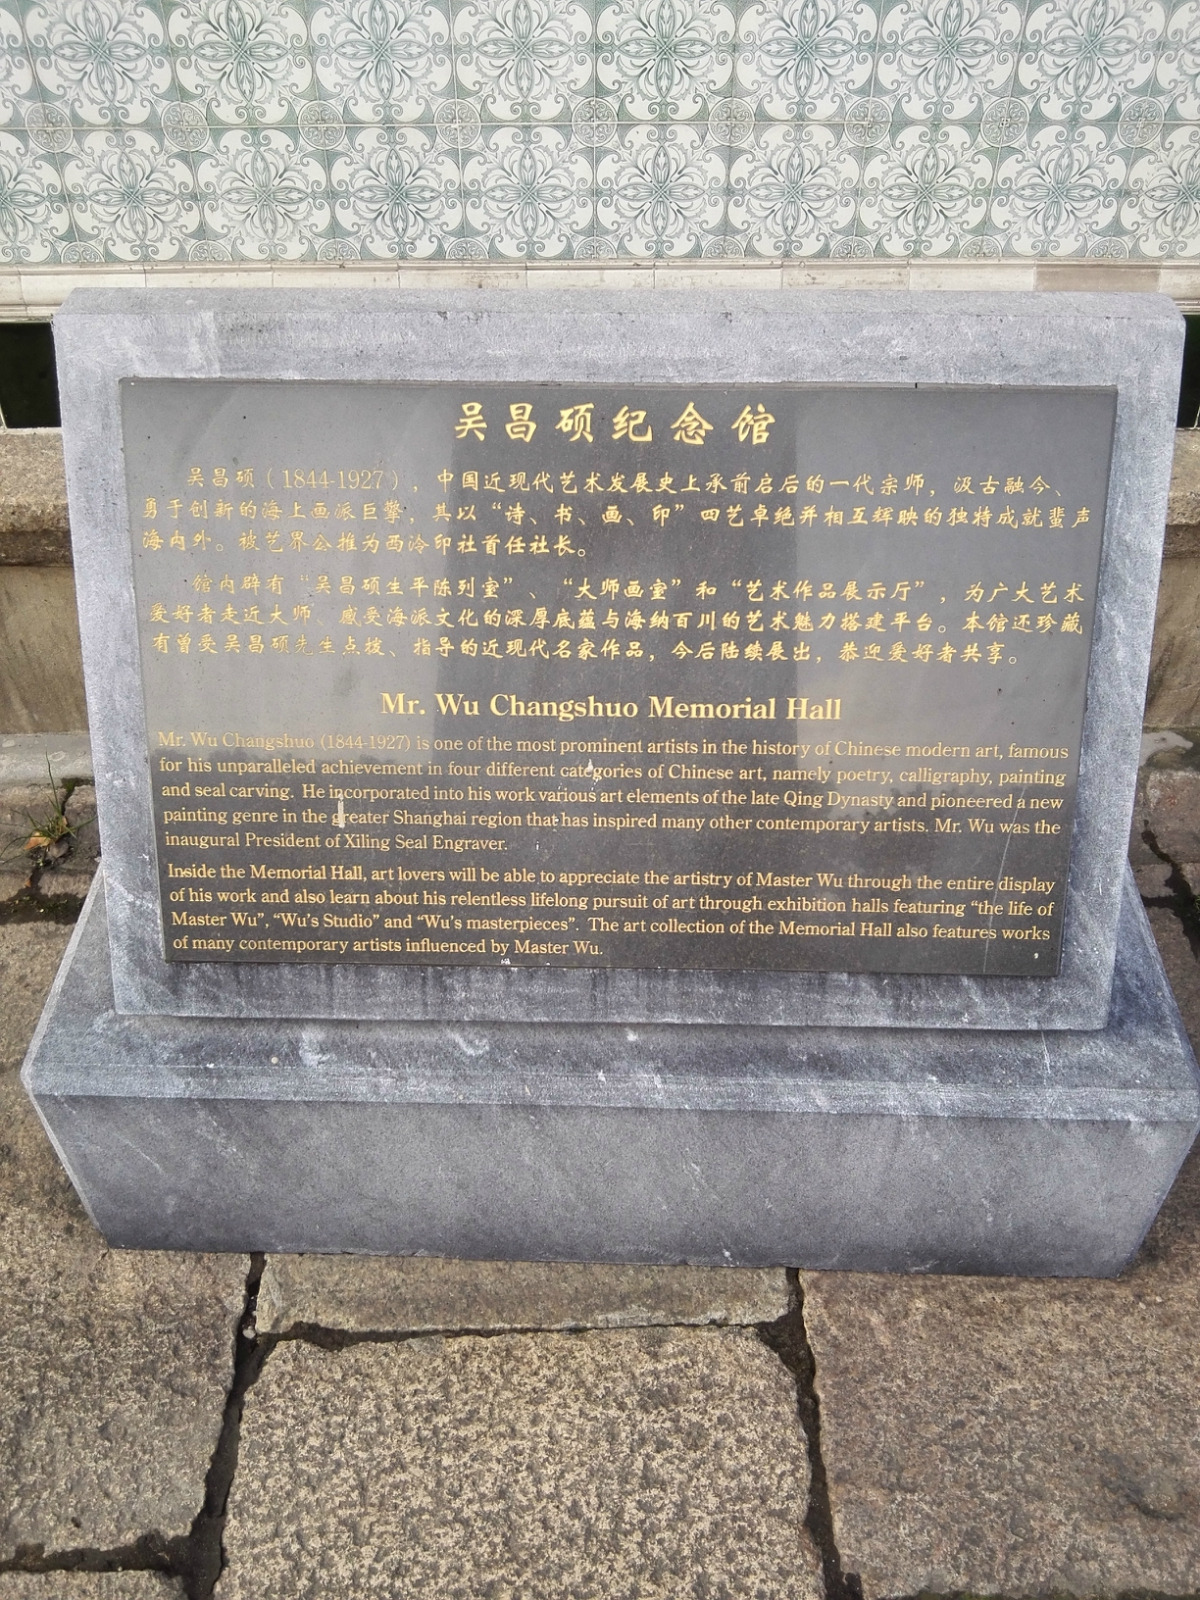 吴昌硕纪念馆
吴昌硕（1844-1927），中国近现代艺术发展史上承前启后的一代宗师，汲古融今、
勇于创新的海上画派巨擎，其以“诗、书、画、印”四艺卓绝并相互辉映的独特成就蜚声
海内外。被艺界公推为西泠印社首任社长。
馆内辟有“吴昌硕生平陈列室”、“大师画室”和“艺术作品展示厅”，为广大艺术
爱好者走近大师、感受海派文化的深厚底蕴与海纳百川的艺术魅力搭建平台。本馆还珍藏
有曾受吴昌硕先生点拨、指导的近现代名家作品，今后陆续展出，恭迎爱好者共享。
Mr. Wu Changshuo Memorial Hall
Mr. Wu Changshuo (1844-1927) is one of the most prominent artists in the history of Chinese modern art, famous
for his unparalleled achievement in four different categories of Chinese art, namely poetry, calligraphy, painting
and seal carving. He incorporated into his work various art elements of the late Qing Dynasty and pioneered a new
painting genre in the greater Shanghai region that has inspired many other contemporary artists. Mr. Wu was the
inaugural President of Xiling Seal Engraver.
Inside the Memorial Hall, art lovers will be able to appreciate the artistry of Master Wu through the entire display
of his work and also learn about his relentless lifelong pursuit of art through exhibition halls featuring “the life of
Master Wu”, “Wu’s Studio” and “Wu’s masterpieces”. The art collection of the Memorial Hall also features works
of many contemporary artists influenced by Master Wu.